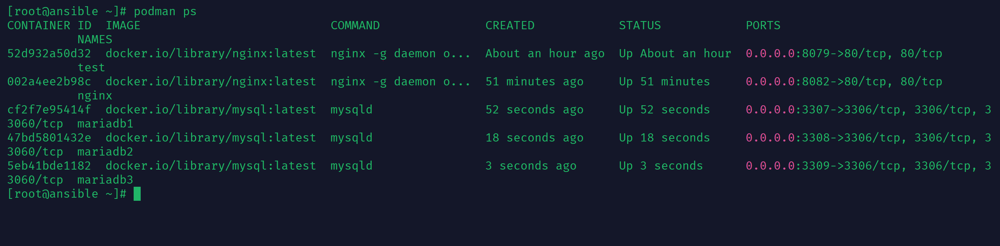 [root@ansible ~]# podman ps
CONTAINER ID  IMAGE                           COMMAND               CREATED            STATUS            PORTS
          NAMES
52d932a50d32  docker.io/library/nginx:latest  nginx -g daemon o...  About an hour ago  Up About an hour  0.0.0.0:8079->80/tcp, 80/tcp
          test
002a4ee2b98c  docker.io/library/nginx:latest  nginx -g daemon o...  51 minutes ago     Up 51 minutes     0.0.0.0:8082->80/tcp, 80/tcp
          nginx
cf2f7e95414f  docker.io/library/mysql:latest  mysqld                52 seconds ago     Up 52 seconds     0.0.0.0:3307->3306/tcp, 3306/tcp, 3
3060/tcp  mariadb1
47bd5801432e  docker.io/library/mysql:latest  mysqld                18 seconds ago     Up 18 seconds     0.0.0.0:3308->3306/tcp, 3306/tcp, 3
3060/tcp  mariadb2
5eb41bde1182  docker.io/library/mysql:latest  mysqld                3 seconds ago      Up 3 seconds      0.0.0.0:3309->3306/tcp, 3306/tcp, 3
3060/tcp  mariadb3
[root@ansible ~]#